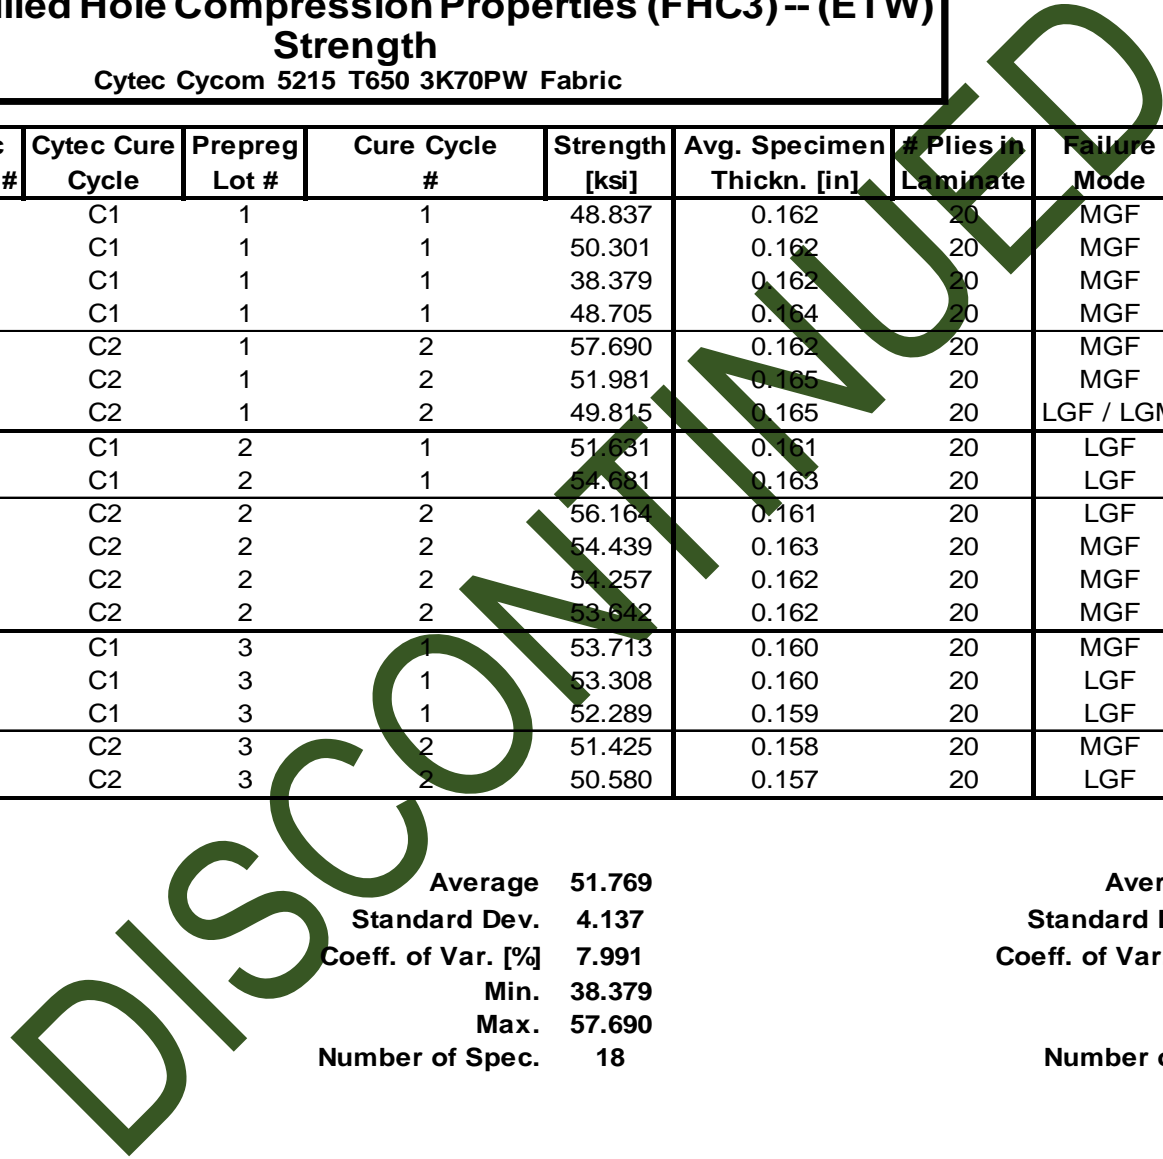 Hole Compression Properties (FHC3) -- (ETW)
Strength
Cytec Cycom 5215 T650 3K70PW Fabric
# Cytec Cure Cycle Prepreg Lot # Cure Cycle # Strength [ksi] Avg. Specimen Thickn. [in] # Plies in Laminate Failure Mode
C1 1 1 48.837 0.162 20 MGF
C1 1 1 50.301 0.162 20 MGF
C1 1 1 38.379 0.162 20 MGF
C1 1 1 48.705 0.164 20 MGF
C2 1 2 57.690 0.162 20 MGF
C2 1 2 51.981 0.165 20 MGF
C2 1 2 49.815 0.165 20 LGF /
C1 2 1 51.631 0.161 20 LGF
C1 2 1 54.681 0.163 20 LGF
C2 2 2 56.164 0.161 20 LGF
C2 2 2 54.439 0.163 20 MGF
C2 2 2 54.257 0.162 20 MGF
C2 2 2 53.642 0.162 20 MGF
C1 3 1 53.713 0.160 20 MGF
C1 3 1 53.308 0.160 20 LGF
C1 3 1 52.289 0.159 20 LGF
C2 3 2 51.425 0.158 20 MGF
C2 3 2 50.580 0.157 20 LGF
DISCONTINUED
Average 51.769
Standard Dev. 4.137 Standard
Coeff. of Var. [%] 7.991 Coeff. of Var
Min. 38.379
Max. 57.690
Number of Spec. 18 Number